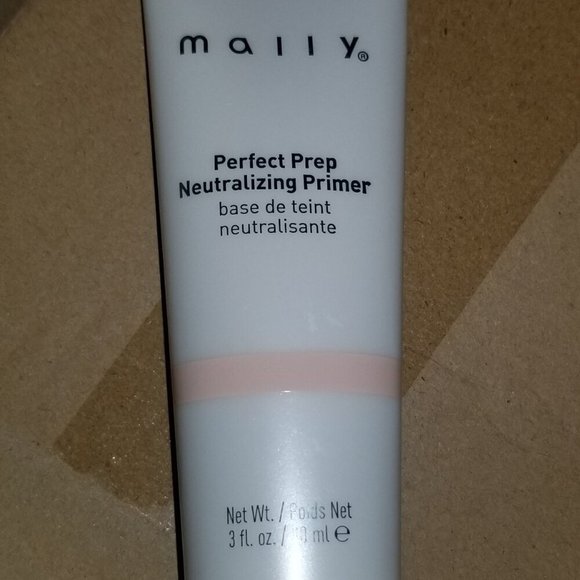 mally®
Perfect Prep
Neutralizing Primer
base de teint
neutralisante
Net Wt. / Poids Net
3 fl. oz. / ml e